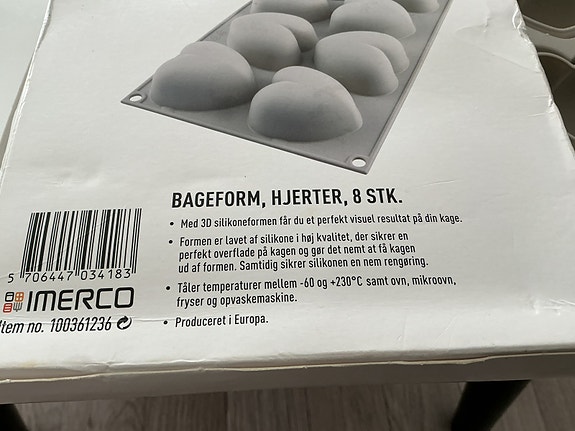 BAGEFORM, HJERTER, 8 STK.
• Med 3D silikoneformen får du et perfekt visuel resultat på din kage.
• Formen er lavet af silikone i høj kvalitet, der sikrer en
perfekt overflade på kagen og gør det nemt at få kagen
ud af formen. Samtidig sikrer silikonen en nem rengøring.
• Tåler temperaturer mellem -60 og +230°C samt ovn, mikroovn,
fryser og opvaskemaskine.
• Produceret i Europa.
5 706447 034183
IMERCO
Item no. 100361236